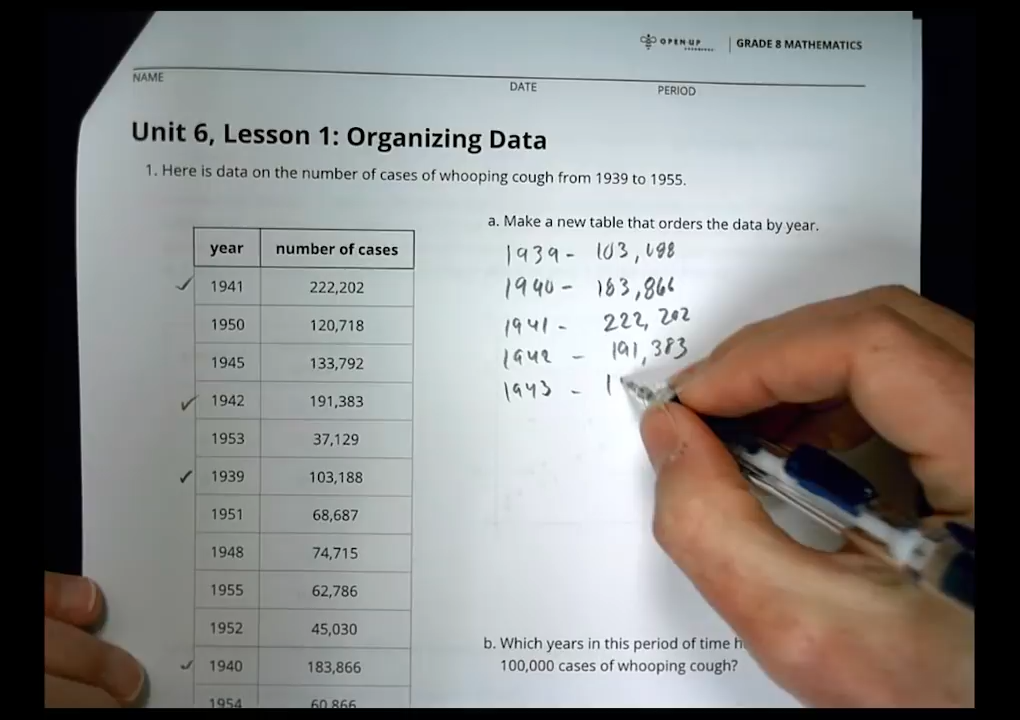 OPEN UP | GRADE 8 MATHEMATICS
NAME DATE PERIOD
Unit 6, Lesson 1: Organizing Data
1. Here is data on the number of cases of whooping cough from 1939 to 1955.
year number of cases
1941 222,202
1950 120,718
1945 133,792
1942 191,383
1953 37,129
1939 103,188
1951 68,687
1948 74,715
1955 62,786
1952 45,030
1940 183,866
1954 60,866
a. Make a new table that orders the data by year.
1939 - 103,188
1940 - 183,866
1941 - 222,202
1942 - 191,383
1943 - 1
b. Which years in this period of time
100,000 cases of whooping cough?